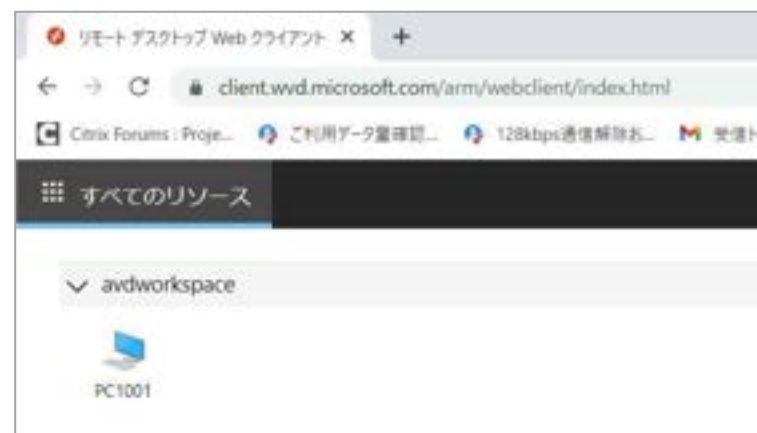 リモート デスクトップ Web クライアント
client.wvd.microsoft.com/arm/webclient/index.html
Citrix Forums : Proje... ご利用データ量確認... 128kbps通信解除お... 受信ト
すべてのリソース
avdworkspace
PC1001